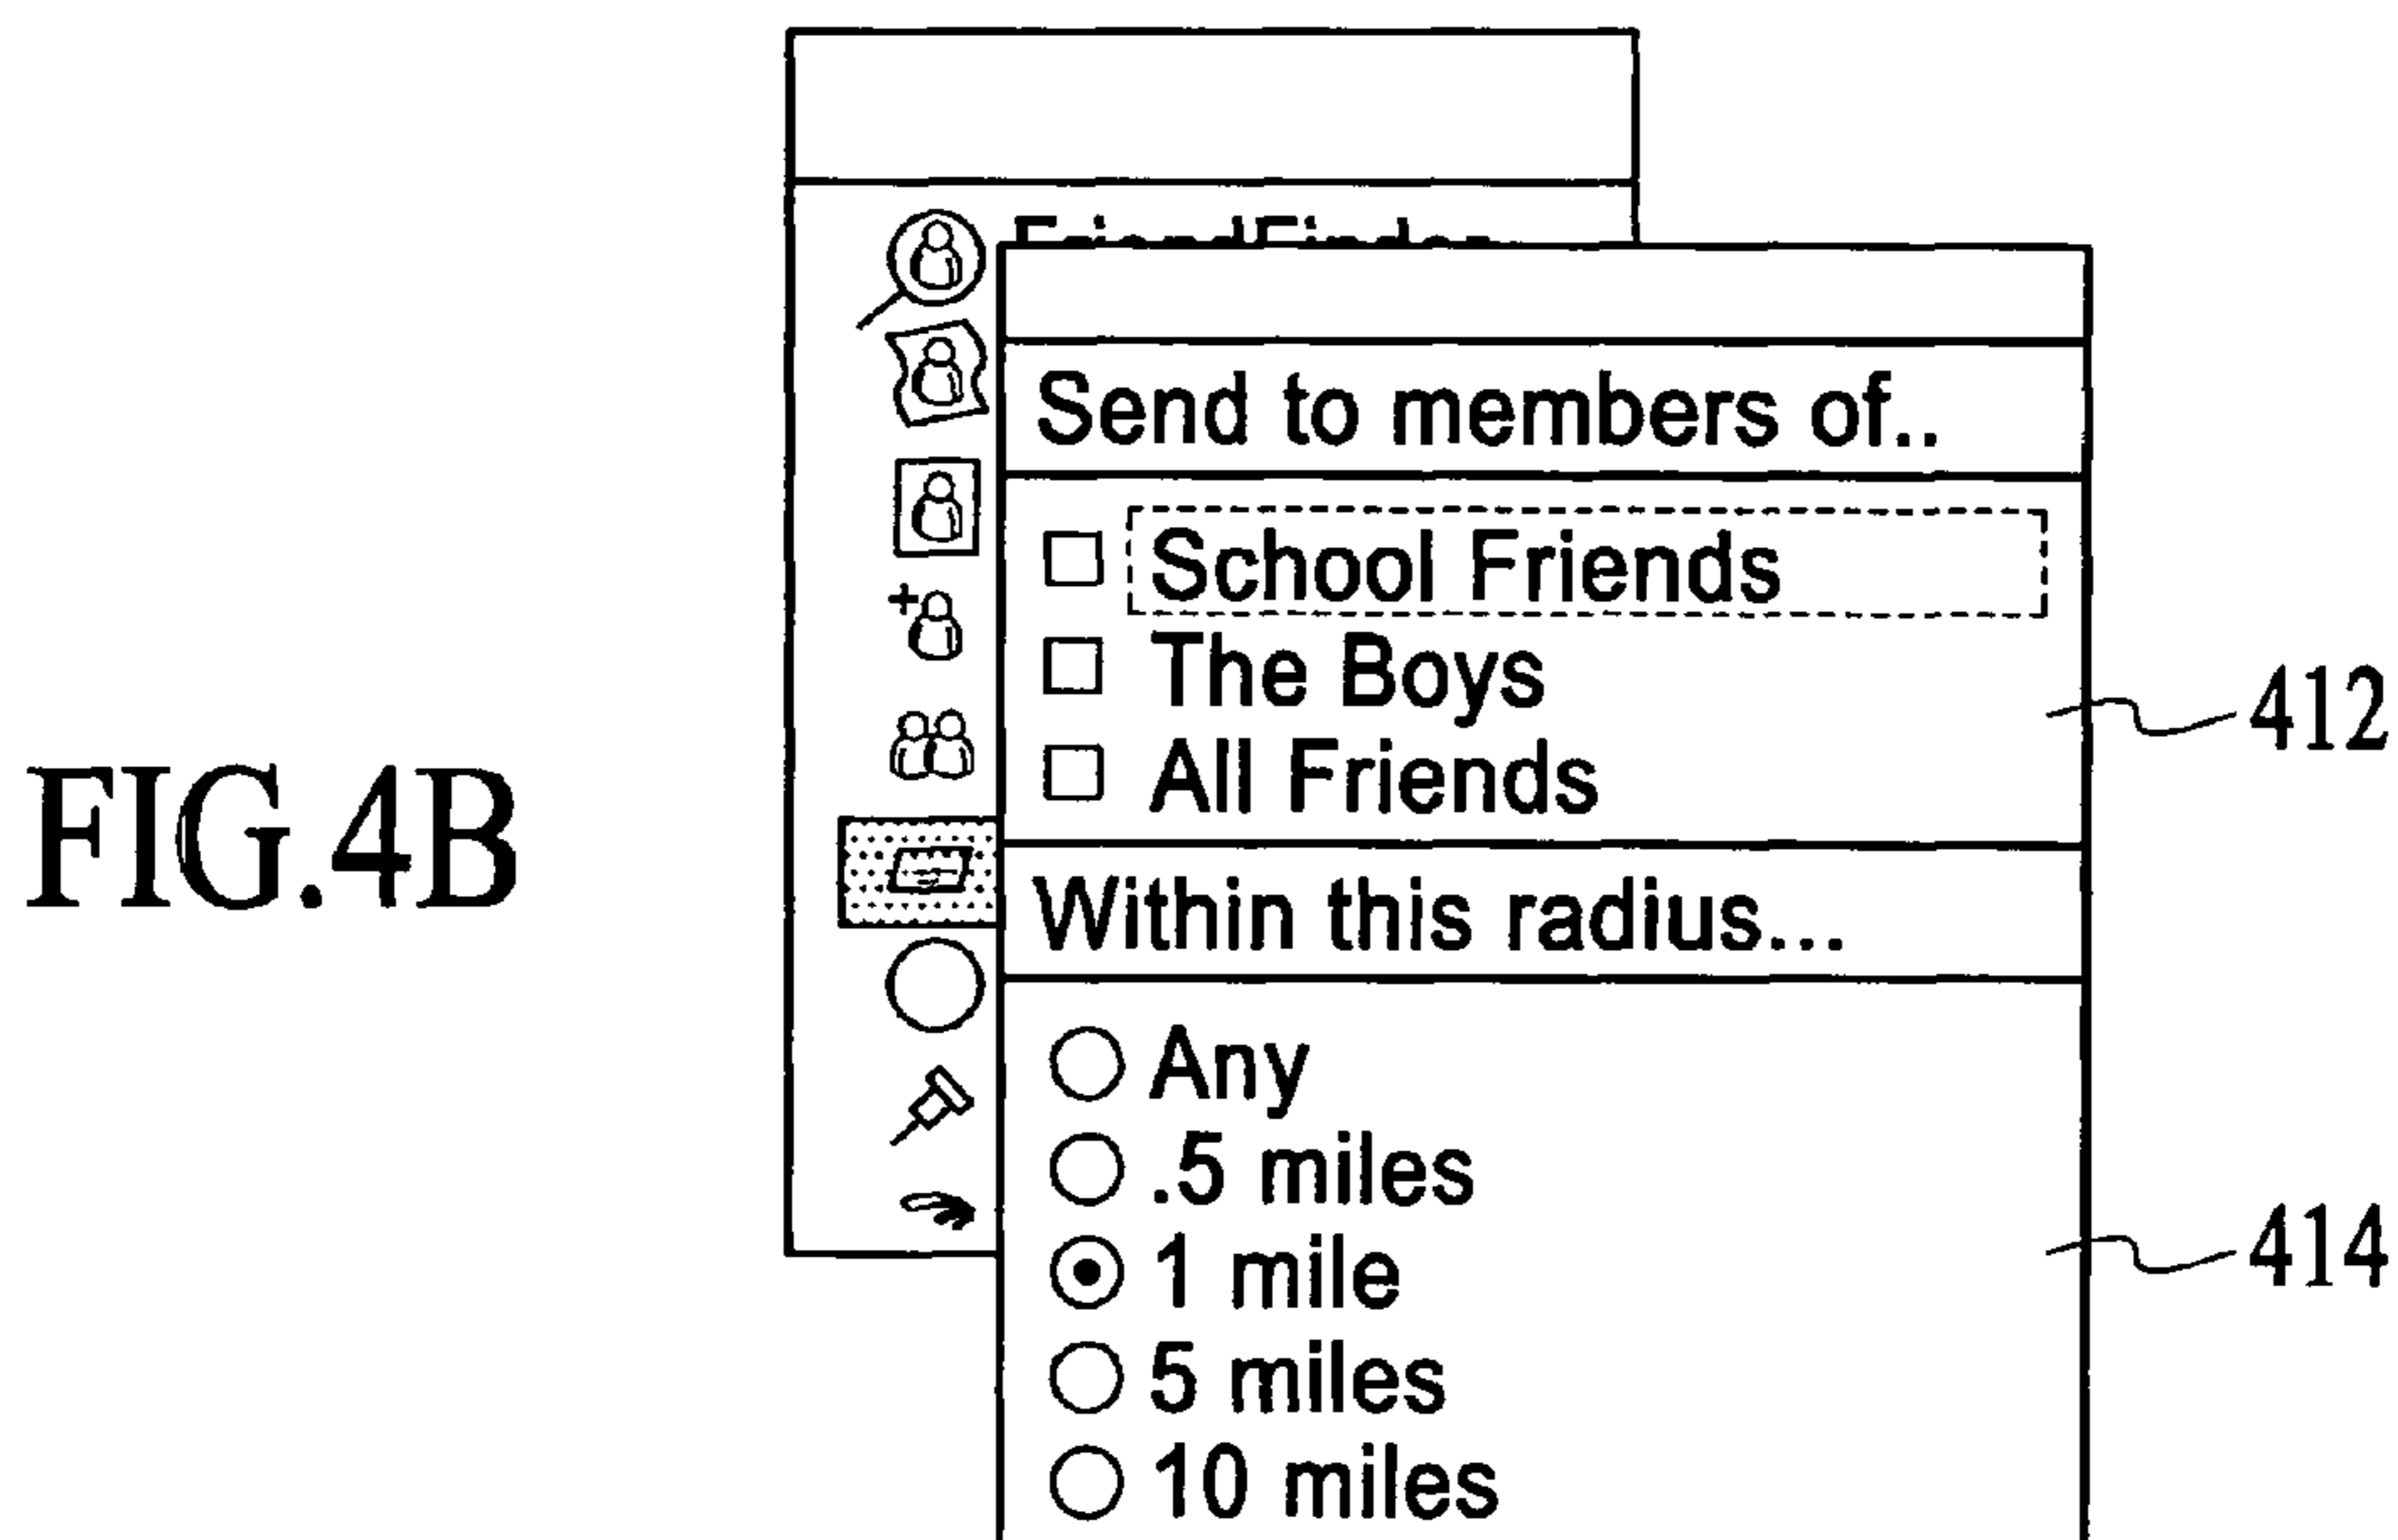 FriendFinder
Send to members of..
School Friends
The Boys
412
All Friends
FIG.4B
Within this radius...
Any
.5 miles
1 mile
414
5 miles
10 miles